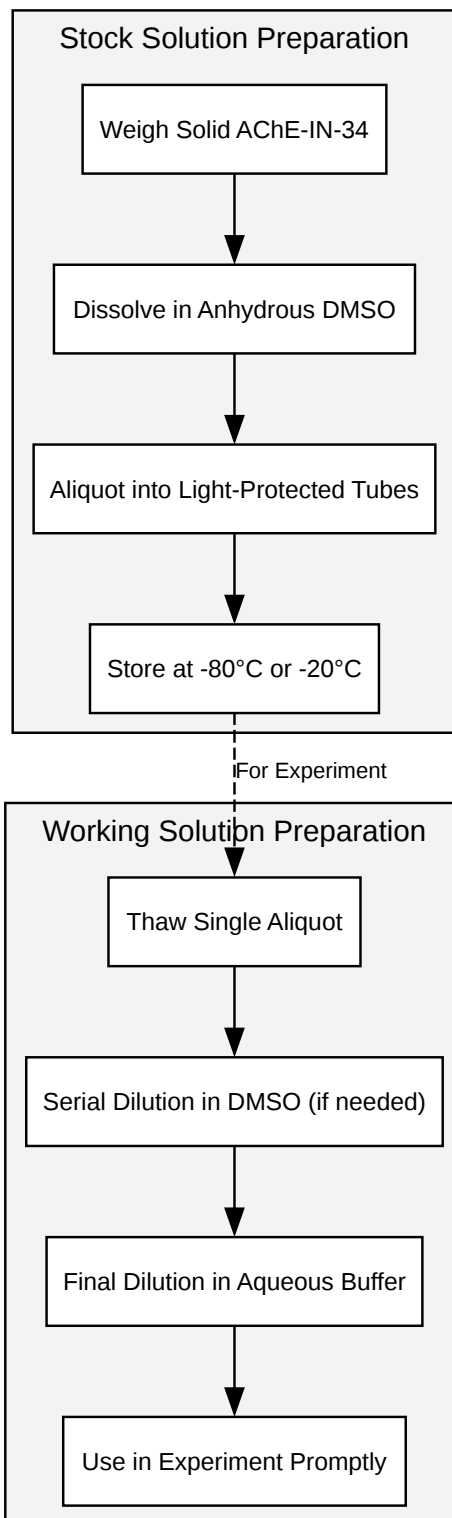 Stock Solution Preparation
Weigh Solid AChE-IN-34
Dissolve in Anhydrous DMSO
Aliquot into Light-Protected Tubes
Store at -80°C or -20°C
For Experiment
Working Solution Preparation
Thaw Single Aliquot
Serial Dilution in DMSO (if needed)
Final Dilution in Aqueous Buffer
Use in Experiment Promptly